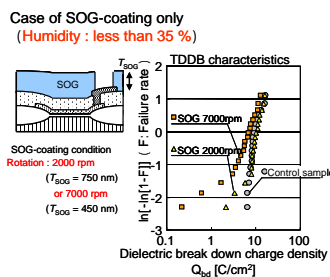 Case of SOG-coating only
(Humidity : less than 35 %)
TSOG
SOG
SOG-coating condition
Rotation : 2000 rpm
(TSOG = 750 nm)
or 7000 rpm
(TSOG = 450 nm)
TDDB characteristics
ln[-ln[1-F]] ( F: Failure rate )
2
1
0
-1
-2
-3
SOG 7000rpm
SOG 2000rpm
Control sample
0.1 1 10 100
Dielectric break down charge density
Qbd [C/cm²]